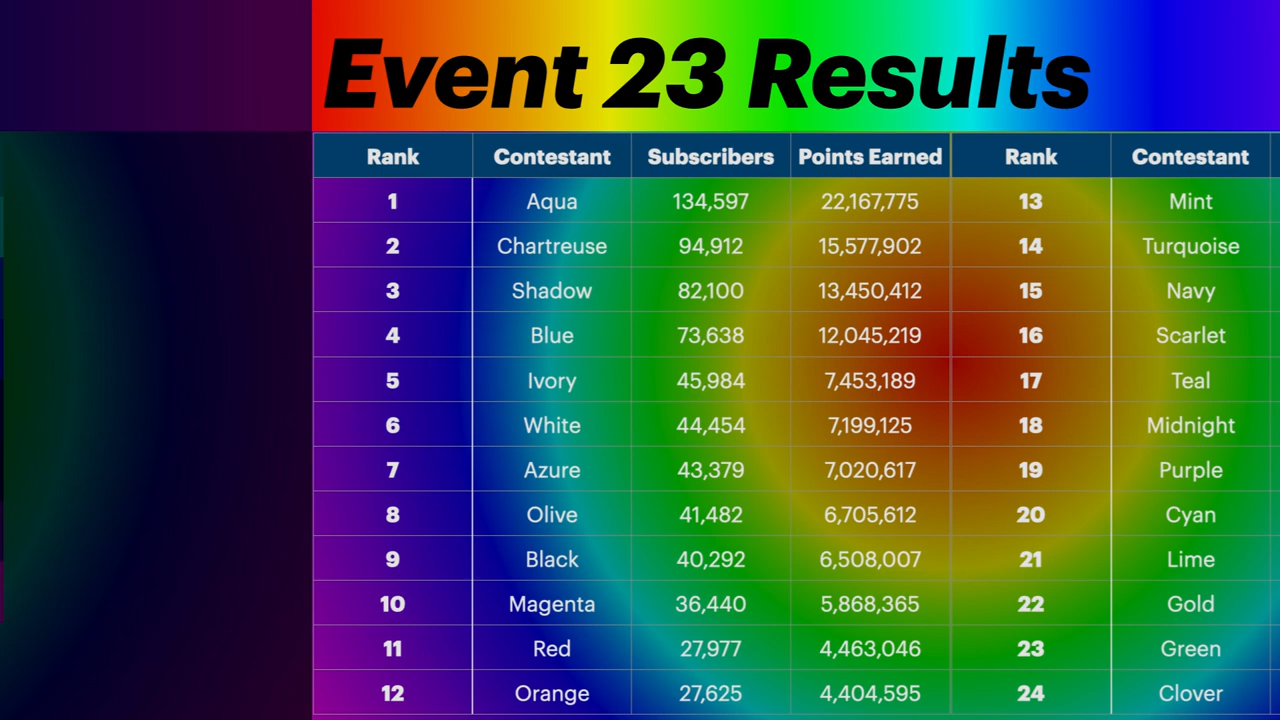 Event 23 Results
Rank Contestant Subscribers Points Earned Rank Contestant
1 Aqua 134,597 22,167,775 13 Mint
2 Chartreuse 94,912 15,577,902 14 Turquoise
3 Shadow 82,100 13,450,412 15 Navy
4 Blue 73,638 12,045,219 16 Scarlet
5 Ivory 45,984 7,453,189 17 Teal
6 White 44,454 7,199,125 18 Midnight
7 Azure 43,379 7,020,617 19 Purple
8 Olive 41,482 6,705,612 20 Cyan
9 Black 40,292 6,508,007 21 Lime
10 Magenta 36,440 5,868,365 22 Gold
11 Red 27,977 4,463,046 23 Green
12 Orange 27,625 4,404,595 24 Clover